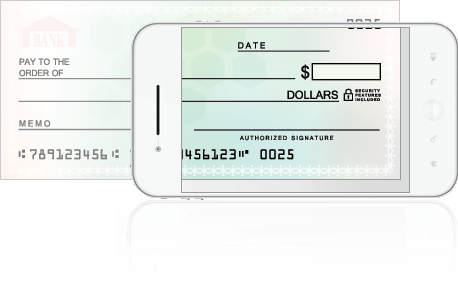 BANK
0025
DATE
PAY TO THE
ORDER OF
$
DOLLARS
SECURITY
FEATURES
INCLUDED
MEMO
AUTHORIZED SIGNATURE
⑆789123456⑆ 456123⑈ 0025